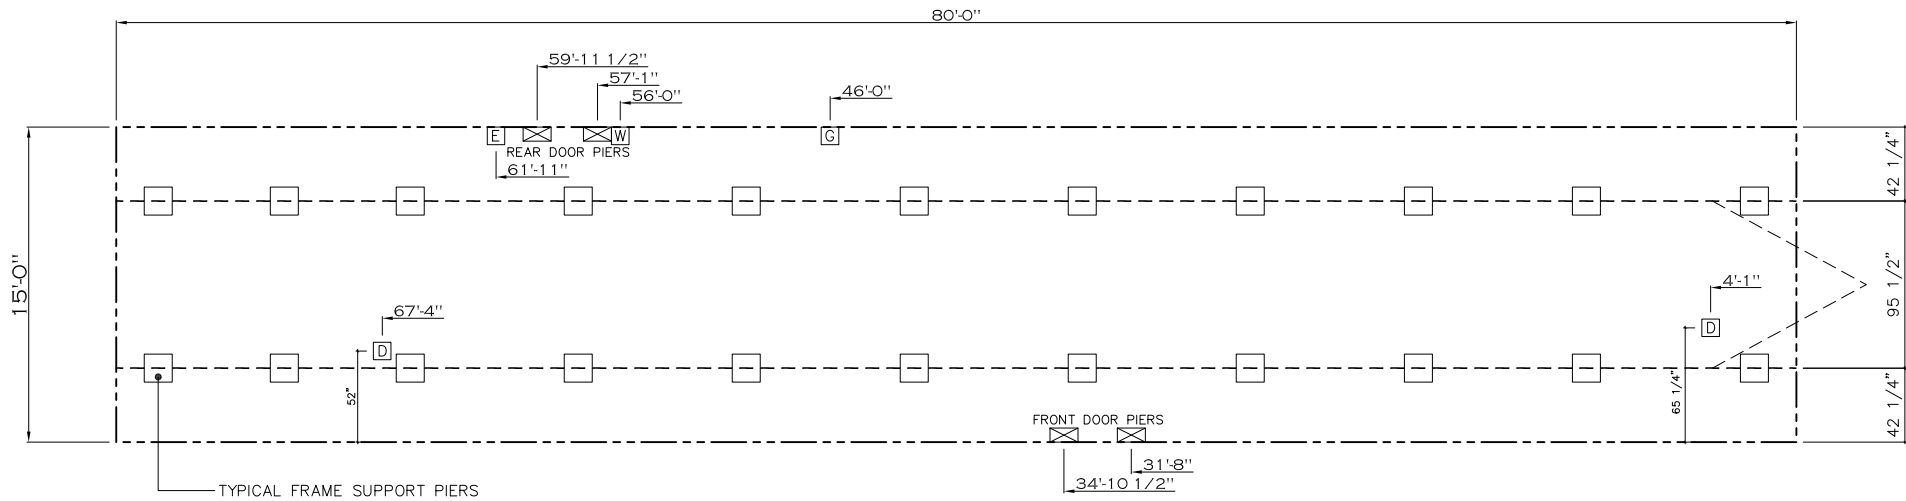 80'-0"
59'-11 1/2"
57'-1"
56'-0"
46'-0"
E
W
G
REAR DOOR PIERS
61'-11"
42 1/4"
15'-0"
95 1/2"
4'-1"
67'-4"
D
D
52"
65 1/4"
42 1/4"
FRONT DOOR PIERS
31'-8"
34'-10 1/2"
TYPICAL FRAME SUPPORT PIERS